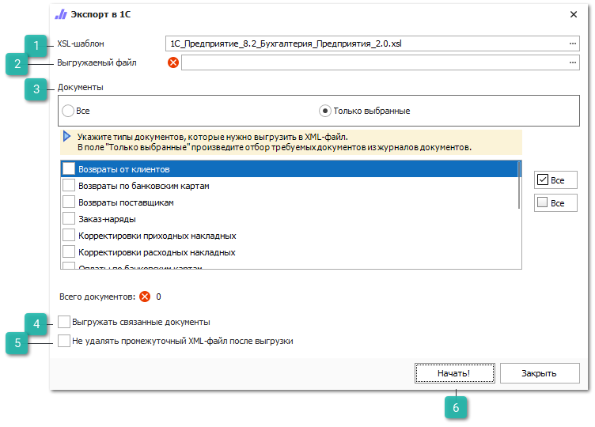 Экспорт в 1С
1
XSL-шаблон
1С_Предприятие_8.2_Бухгалтерия_Предприятия_2.0.xsl
...
2
Выгружаемый файл
...
3
Документы
Все
Только выбранные
Укажите типы документов, которые нужно выгрузить в XML-файл.
В поле "Только выбранные" произведите отбор требуемых документов из журналов документов.
Возвраты от клиентов
Возвраты по банковским картам
Возвраты поставщикам
Заказ-наряды
Корректировки приходных накладных
Корректировки расходных накладных
Оплаты по банковским картам
Все
Все
Всего документов: 0
4
Выгружать связанные документы
5
Не удалять промежуточный XML-файл после выгрузки
Начать!
Закрыть
6